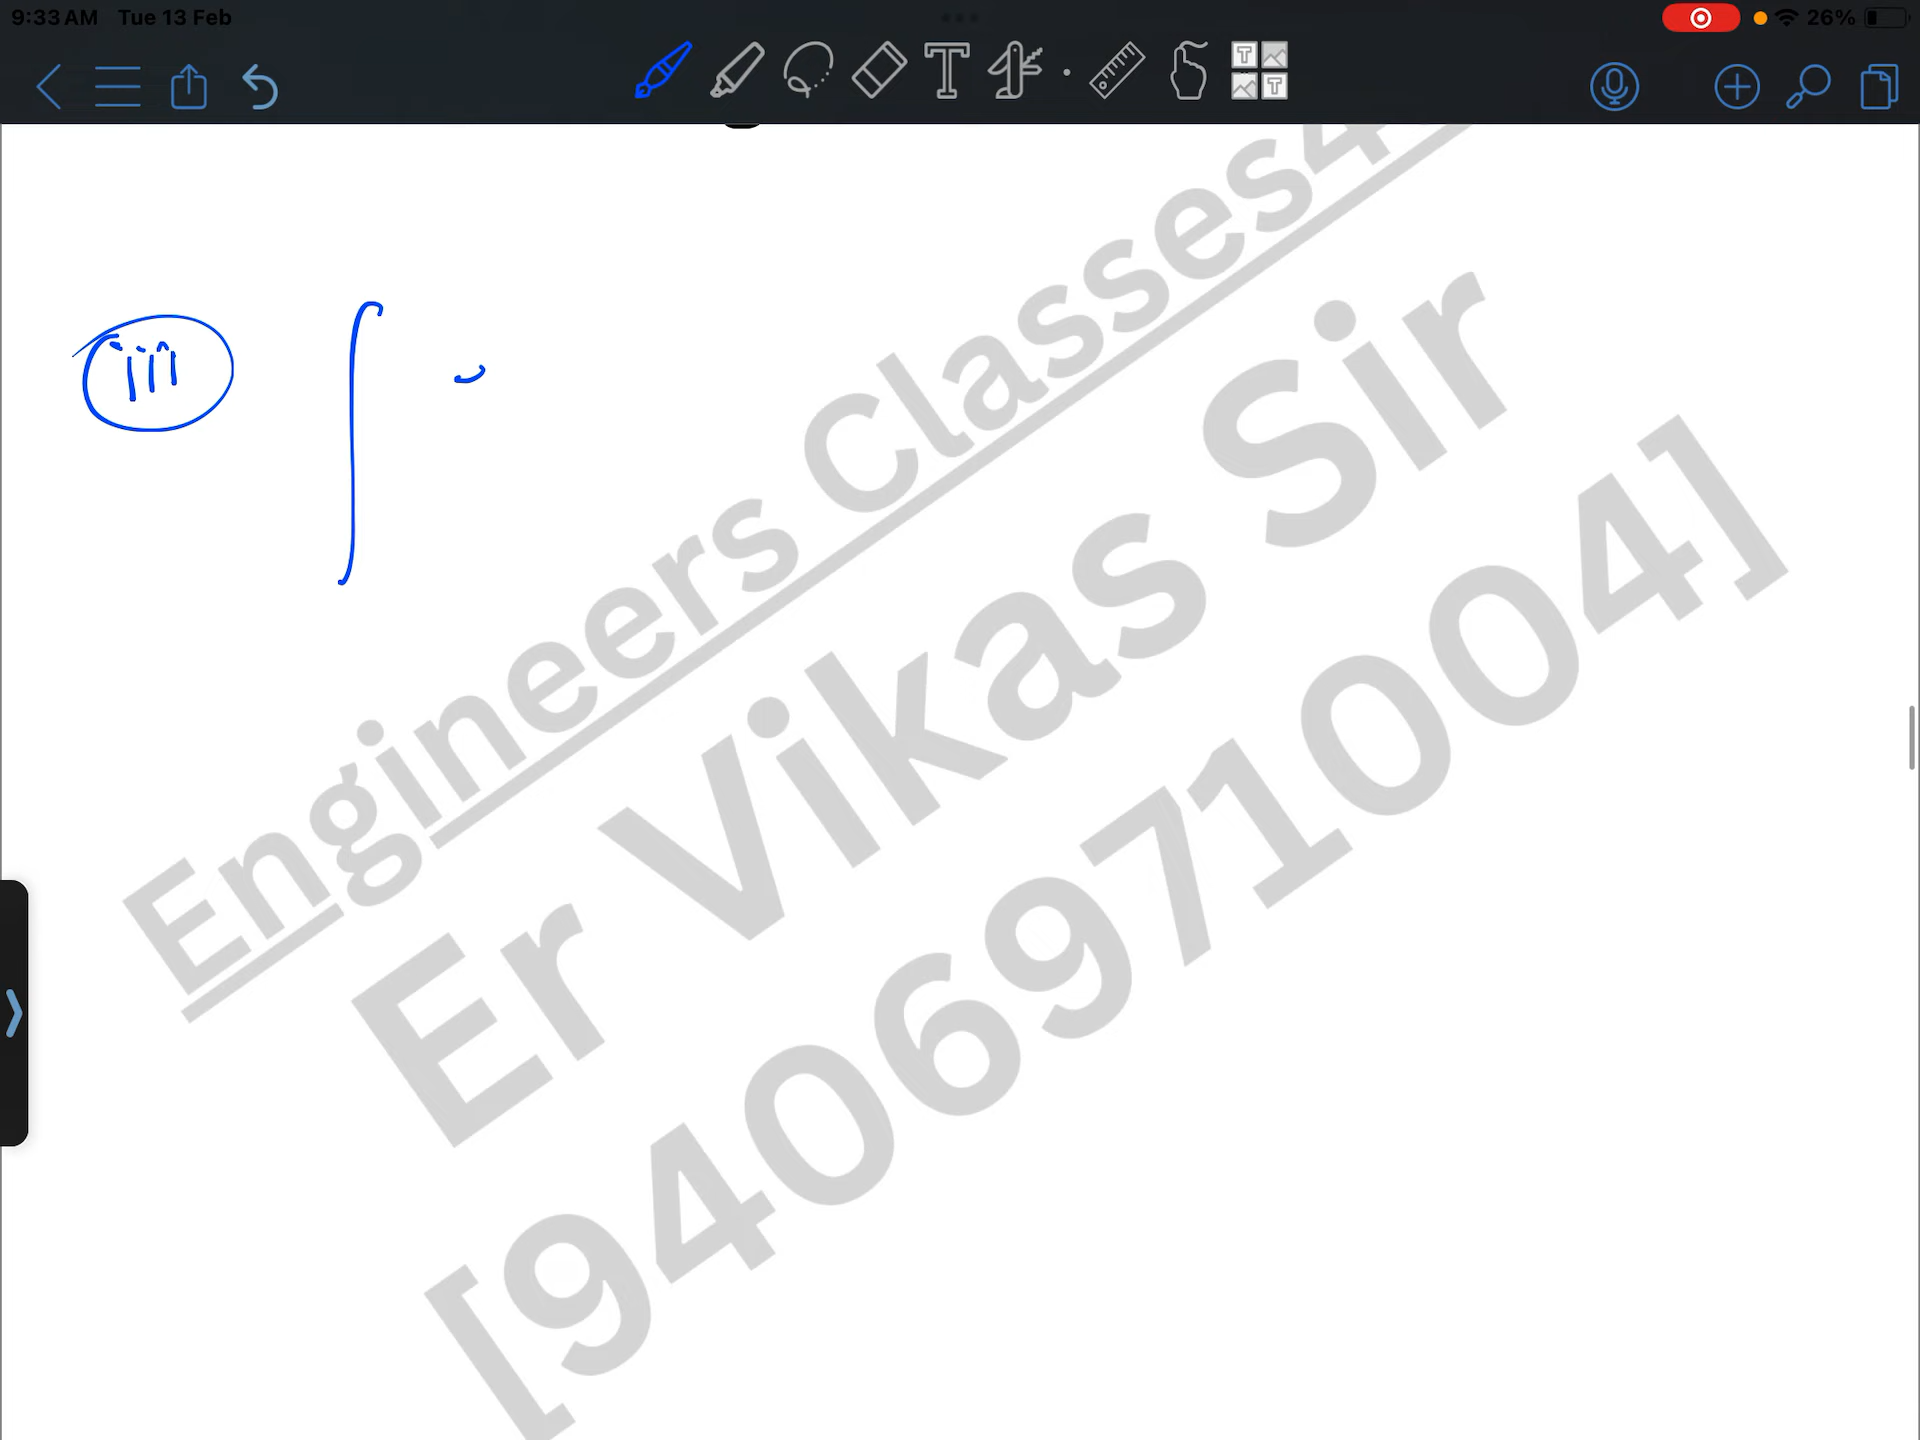 9:33 AM Tue 13 Feb
26%
iii ∫
Engineers Classes4
Er Vikas Sir
[9406971004]